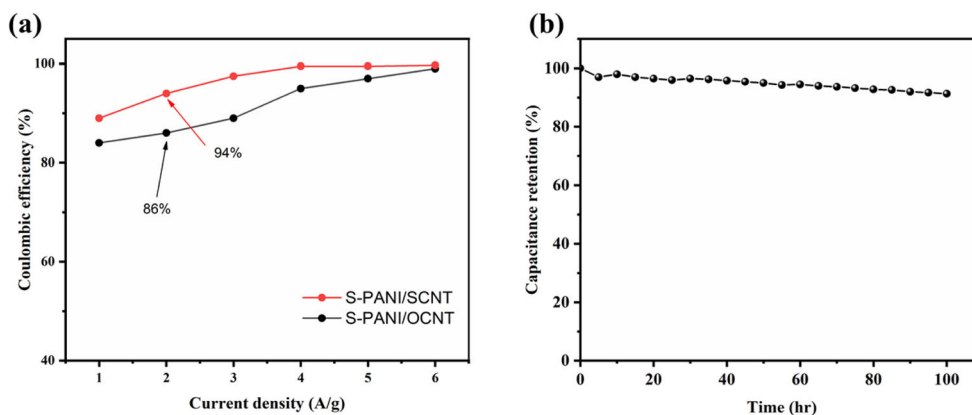 (a)
Coulombic efficiency (%)
100
80
60
40
94%
86%
S-PANI/SCNT
S-PANI/OCNT
1 2 3 4 5 6
Current density (A/g)
(b)
Capacitance retention (%)
100
80
60
40
20
0
0 20 40 60 80 100
Time (hr)